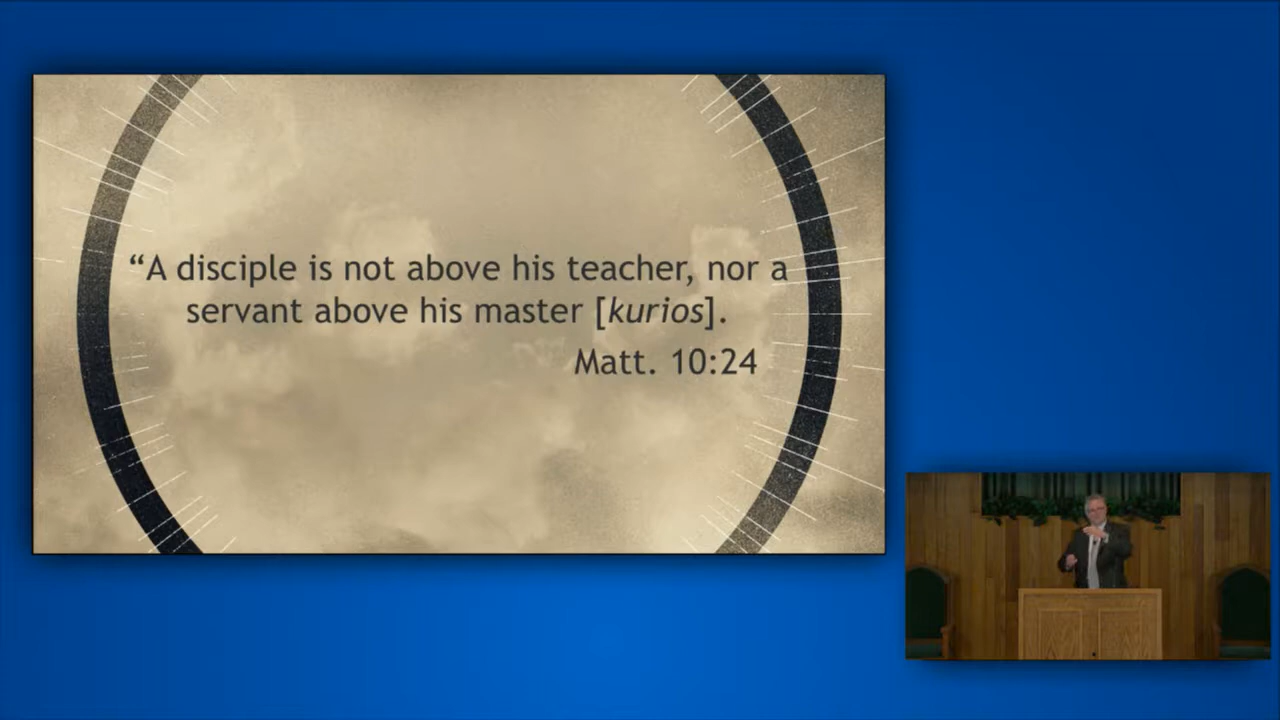 “A disciple is not above his teacher, nor a
servant above his master [kurios].
Matt. 10:24